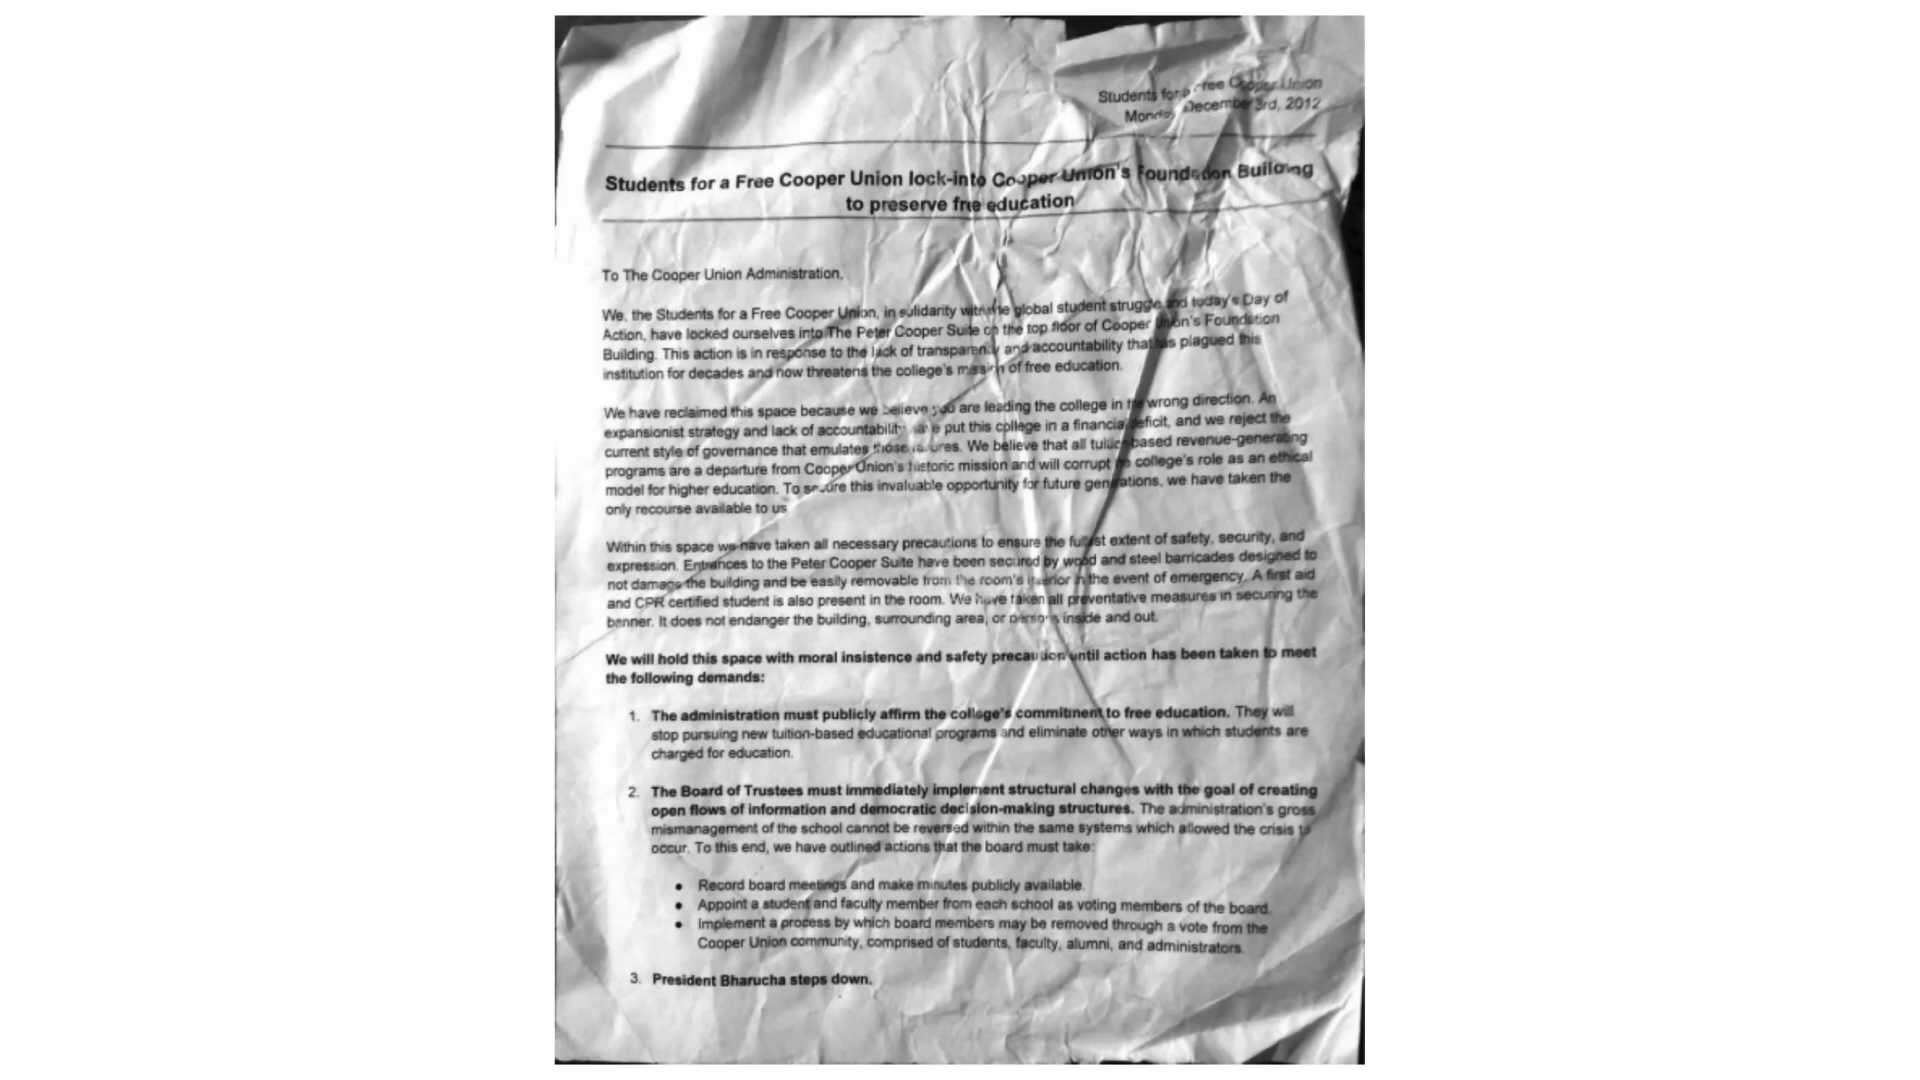 Students for a Free Cooper Union
Monday December 3rd, 2012
Students for a Free Cooper Union lock-into Cooper Union's Foundation Building
to preserve free education
To The Cooper Union Administration,
We, the Students for a Free Cooper Union, in solidarity with the global student struggle and today's Day of
Action, have locked ourselves into The Peter Cooper Suite on the top floor of Cooper Union's Foundation
Building. This action is in response to the lack of transparency and accountability that has plagued this
institution for decades and now threatens the college's mission of free education.
We have reclaimed this space because we believe you are leading the college in the wrong direction. An
expansionist strategy and lack of accountability have put this college in a financial deficit, and we reject the
current style of governance that emulates those failures. We believe that all tuition-based revenue-generating
programs are a departure from Cooper Union's historic mission and will corrupt the college's role as an ethical
model for higher education. To secure this invaluable opportunity for future generations, we have taken the
only recourse available to us
Within this space we have taken all necessary precautions to ensure the fullest extent of safety, security, and
expression. Entrances to the Peter Cooper Suite have been secured by wood and steel barricades designed to
not damage the building and be easily removable from the room's interior in the event of emergency. A first aid
and CPR certified student is also present in the room. We have taken all preventative measures in securing the
banner. It does not endanger the building, surrounding area, or persons inside and out.
We will hold this space with moral insistence and safety precaution until action has been taken to meet
the following demands:
1. The administration must publicly affirm the college's commitment to free education. They will
stop pursuing new tuition-based educational programs and eliminate other ways in which students are
charged for education.
2. The Board of Trustees must immediately implement structural changes with the goal of creating
open flows of information and democratic decision-making structures. The administration's gross
mismanagement of the school cannot be reversed within the same systems which allowed the crisis to
occur. To this end, we have outlined actions that the board must take:
• Record board meetings and make minutes publicly available.
• Appoint a student and faculty member from each school as voting members of the board.
• Implement a process by which board members may be removed through a vote from the
Cooper Union community, comprised of students, faculty, alumni, and administrators.
3. President Bharucha steps down.